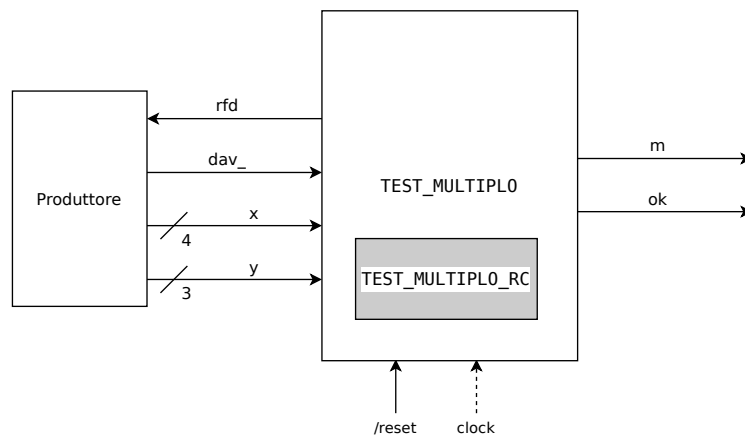 rfd
m
dav_
Produttore
TEST_MULTIPLO
ok
x
4
y
TEST_MULTIPLO_RC
3
/reset
clock